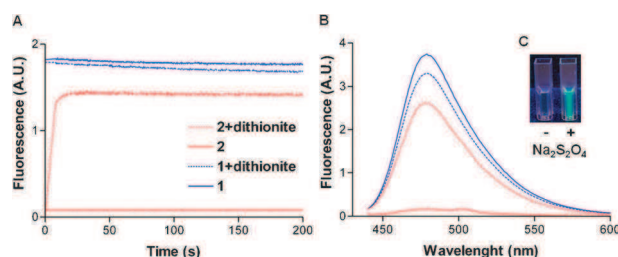 A
Fluorescence (A.U.)
2
1
0
0 50 100 150 200
Time (s)
2+dithionite
2
1+dithionite
1
B
Fluorescence (A.U.)
4
3
2
1
0
450 500 550 600
Wavelenght (nm)
C
- +
Na2S2O4